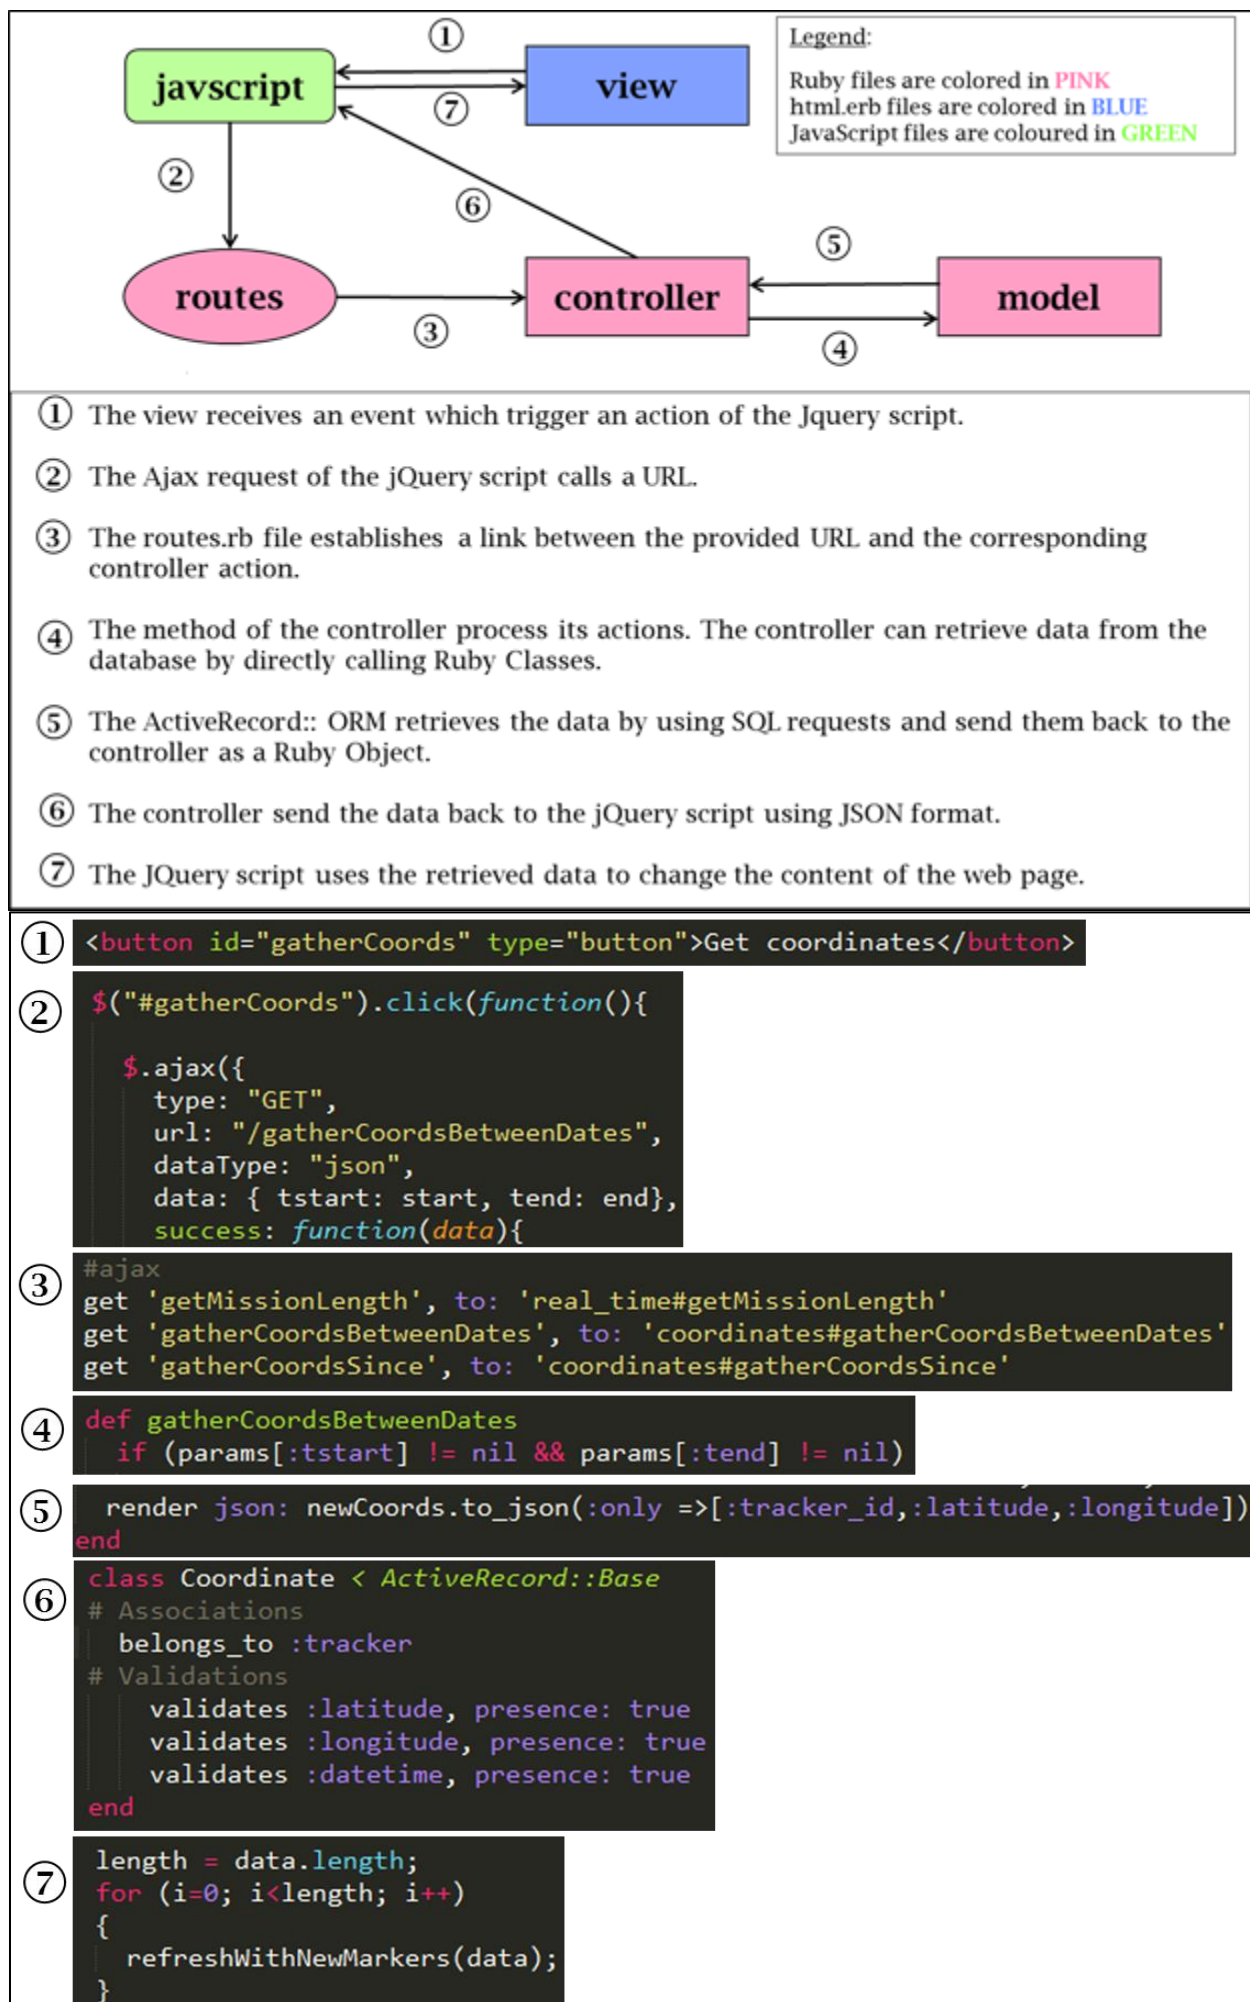 ①
javscript
view
⑦
Legend:
Ruby files are colored in PINK
html.erb files are colored in BLUE
JavaScript files are coloured in GREEN
②
⑥
⑤
routes
controller
model
③
④
① The view receives an event which trigger an action of the Jquery script.
② The Ajax request of the jQuery script calls a URL.
③ The routes.rb file establishes a link between the provided URL and the corresponding
controller action.
④ The method of the controller process its actions. The controller can retrieve data from the
database by directly calling Ruby Classes.
⑤ The ActiveRecord:: ORM retrieves the data by using SQL requests and send them back to the
controller as a Ruby Object.
⑥ The controller send the data back to the jQuery script using JSON format.
⑦ The JQuery script uses the retrieved data to change the content of the web page.
① <button id="gatherCoords" type="button">Get coordinates</button>
② $("#gatherCoords").click(function(){
$.ajax({
type: "GET",
url: "/gatherCoordsBetweenDates",
dataType: "json",
data: { tstart: start, tend: end},
success: function(data){
③ #ajax
get 'getMissionLength', to: 'real_time#getMissionLength'
get 'gatherCoordsBetweenDates', to: 'coordinates#gatherCoordsBetweenDates'
get 'gatherCoordsSince', to: 'coordinates#gatherCoordsSince'
④ def gatherCoordsBetweenDates
if (params[:tstart] != nil && params[:tend] != nil)
⑤ render json: newCoords.to_json(:only =>[:tracker_id,:latitude,:longitude])
end
⑥ class Coordinate < ActiveRecord::Base
# Associations
belongs_to :tracker
# Validations
validates :latitude, presence: true
validates :longitude, presence: true
validates :datetime, presence: true
end
⑦ length = data.length;
for (i=0; i<length; i++)
{
refreshWithNewMarkers(data);
}